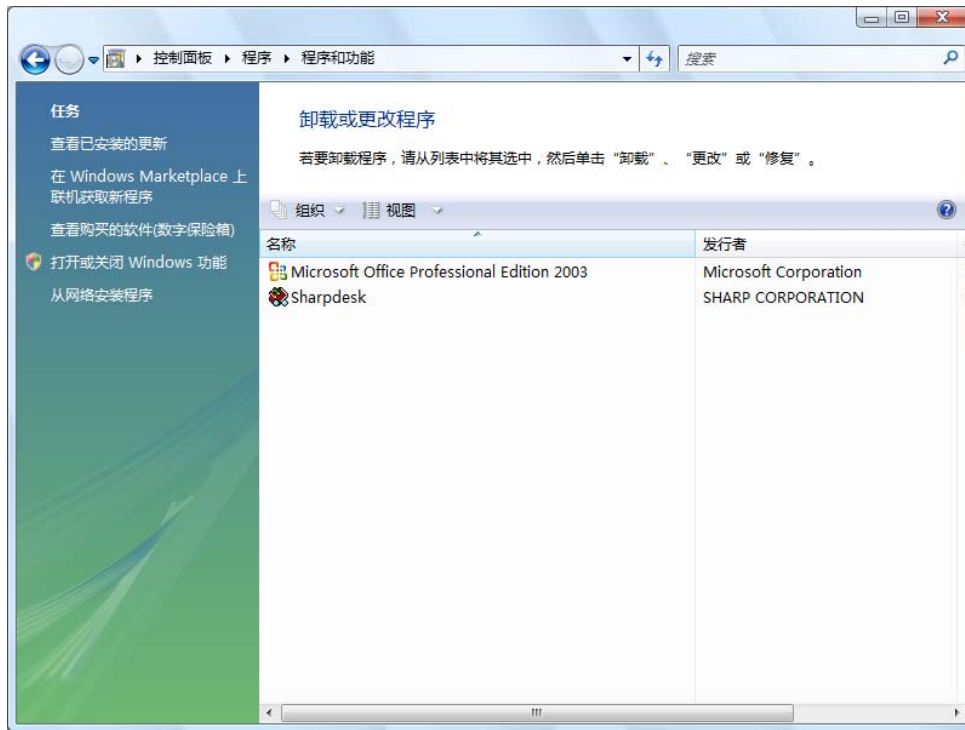 控制面板 ▸ 程序 ▸ 程序和功能
搜索
任务
查看已安装的更新
在 Windows Marketplace 上
联机获取新程序
查看购买的软件(数字保险箱)
打开或关闭 Windows 功能
从网络安装程序
卸载或更改程序
若要卸载程序，请从列表中将其选中，然后单击“卸载”、“更改”或“修复”。
组织 视图
名称 发行者
Microsoft Office Professional Edition 2003 Microsoft Corporation
Sharpdesk SHARP CORPORATION